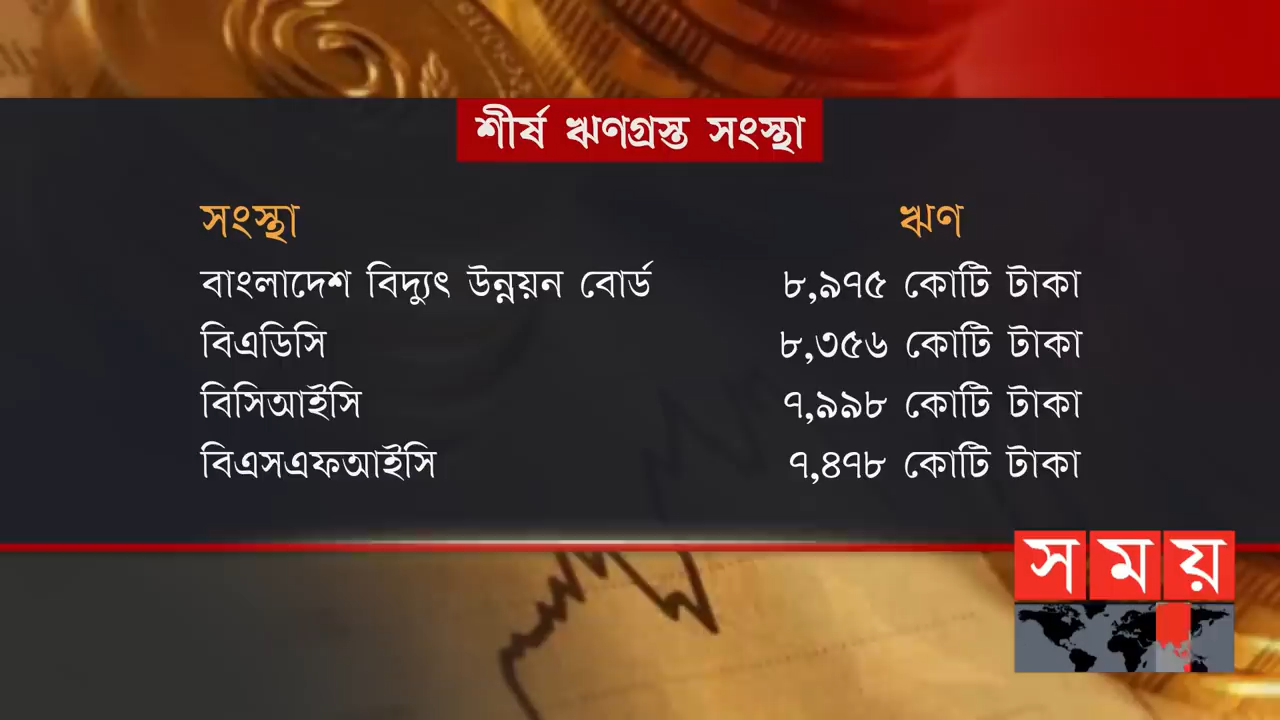 শীর্ষ ঋণগ্রস্ত সংস্থা
সংস্থা ঋণ
বাংলাদেশ বিদ্যুৎ উন্নয়ন বোর্ড ৮,৯৭৫ কোটি টাকা
বিএডিসি ৮,৩৫৬ কোটি টাকা
বিসিআইসি ৭,৯৯৮ কোটি টাকা
বিএসএফআইসি ৭,৪৭৮ কোটি টাকা
সময়